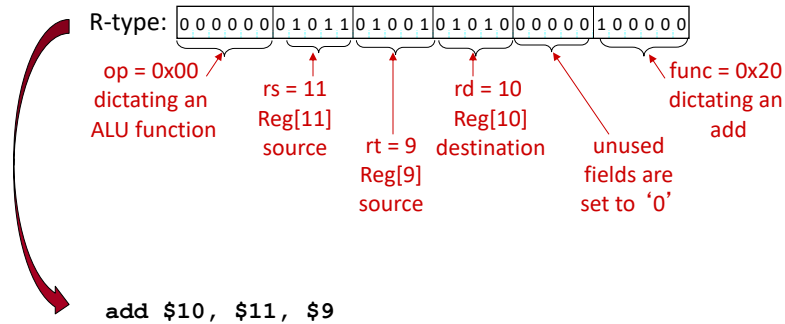 R-type: 0 0 0 0 0 0 0 1 0 1 1 0 1 0 0 1 0 1 0 1 0 0 0 0 0 0 1 0 0 0 0 0
op = 0x00
dictating an
ALU function
rs = 11
Reg[11]
source
rt = 9
Reg[9]
source
rd = 10
Reg[10]
destination
unused
fields are
set to ‘0’
func = 0x20
dictating an
add
add $10, $11, $9